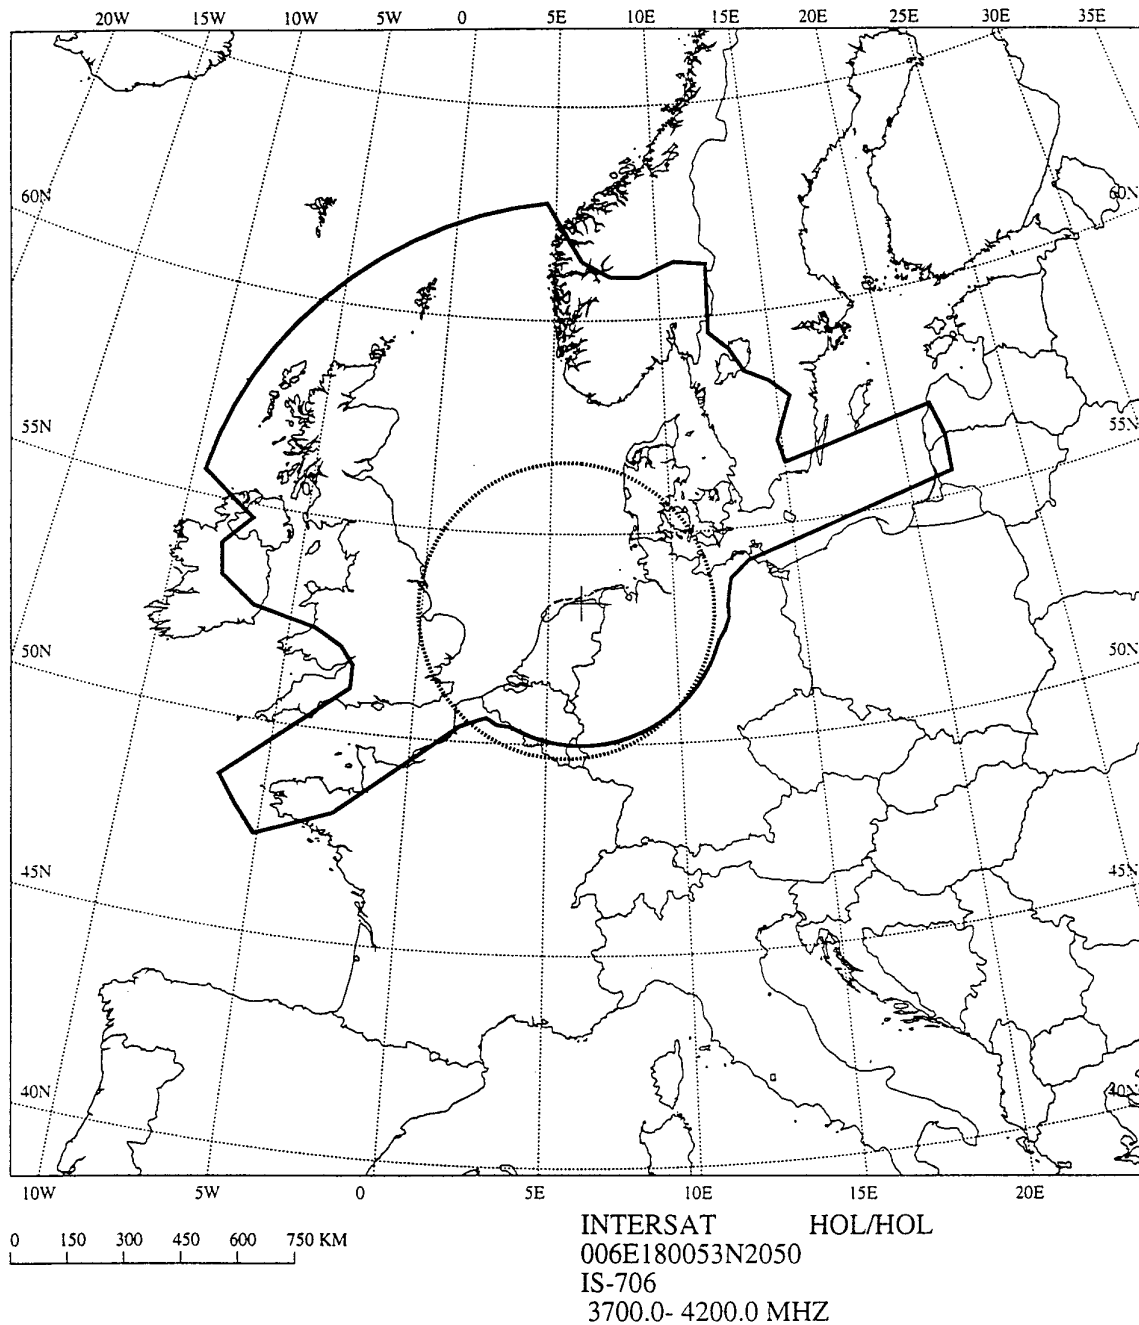 20W 15W 10W 5W 0 5E 10E 15E 20E 25E 30E 35E
60N 60N
55N 55N
50N 50N
45N 45N
40N 40N
10W 5W 0 5E 10E 15E 20E
0 150 300 450 600 750 KM
INTERSAT HOL/HOL
006E180053N2050
IS-706
3700.0- 4200.0 MHZ